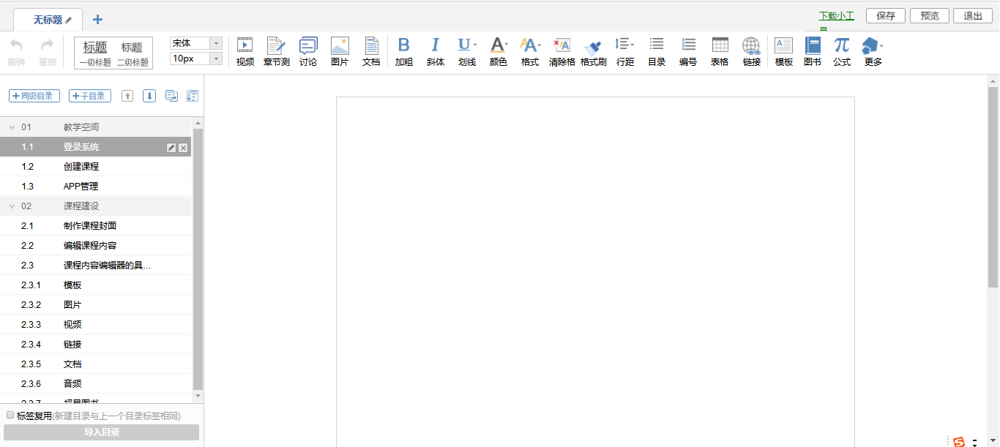 无标题
下载小工具
保存 预览 退出
撤销 重做
标题 标题
一级标题 二级标题
宋体
10px
视频 章节测 讨论 图片 文档 加粗 斜体 划线 颜色 格式 清除格 格式刷 行距 目录 编号 表格 链接 模板 图书 公式 更多
同级目录 子目录
01 教学空间
1.1 登录系统
1.2 创建课程
1.3 APP管理
02 课程建设
2.1 制作课程封面
2.2 编辑课程内容
2.3 课程内容编辑器的具...
2.3.1 模板
2.3.2 图片
2.3.3 视频
2.3.4 链接
2.3.5 文档
2.3.6 音频
2.3.7 超星图书
标签复用(新建目录与上一个目录标签相同)
导入目录